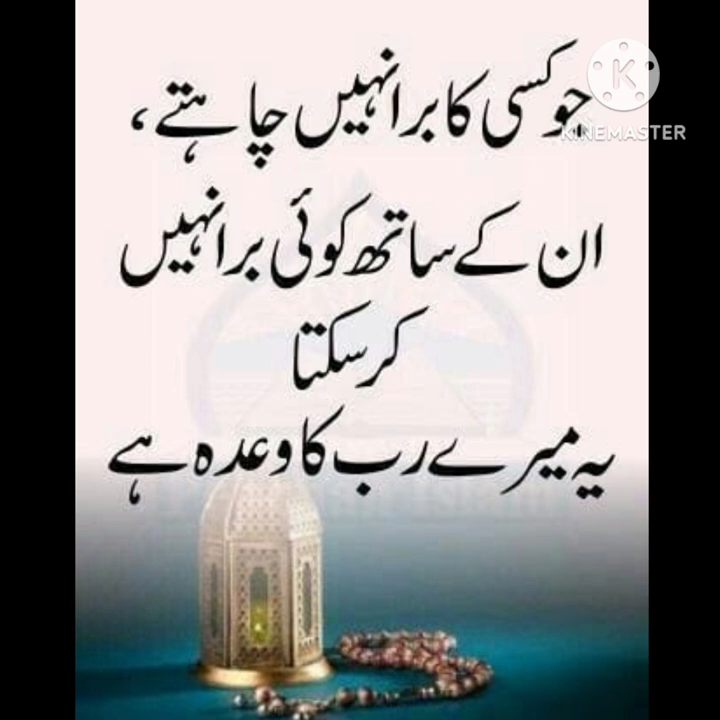 جو کسی کا برا نہیں چاہتے،
ان کے ساتھ کوئی برا نہیں
کر سکتا
یہ میرے رب کا وعدہ ہے
K
KINEMASTER